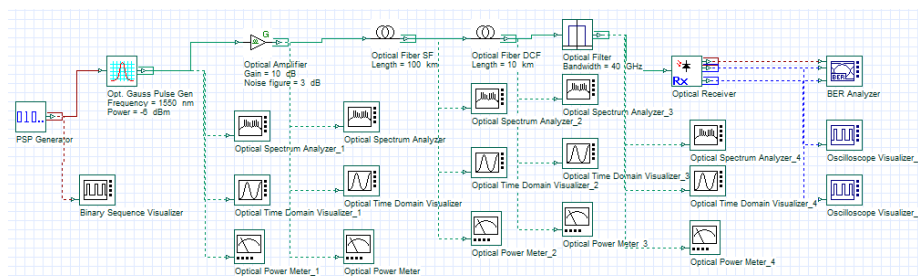 G
Optical Fiber SF
Length = 100 km
Optical Fiber DCF
Length = 10 km
Optical Filter
Bandwidth = 40 GHz
Optical Amplifier
Gain = 10 dB
Noise figure = 3 dB
Opt. Gauss Pulse Gen
Frequency = 1550 nm
Power = -6 dBm
Rx
Optical Receiver
BER
BER Analyzer
010..
PSP Generator
Optical Spectrum Analyzer_3
Optical Spectrum Analyzer_2
Optical Spectrum Analyzer
Optical Spectrum Analyzer_1
Optical Spectrum Analyzer_4
Oscilloscope Visualizer_
Optical Time Domain Visualizer_3
Optical Time Domain Visualizer_2
Optical Time Domain Visualizer
Optical Time Domain Visualizer_1
Optical Time Domain Visualizer_4
Oscilloscope Visualizer
Binary Sequence Visualizer
Optical Power Meter_3
Optical Power Meter_2
Optical Power Meter_4
Optical Power Meter_1
Optical Power Meter